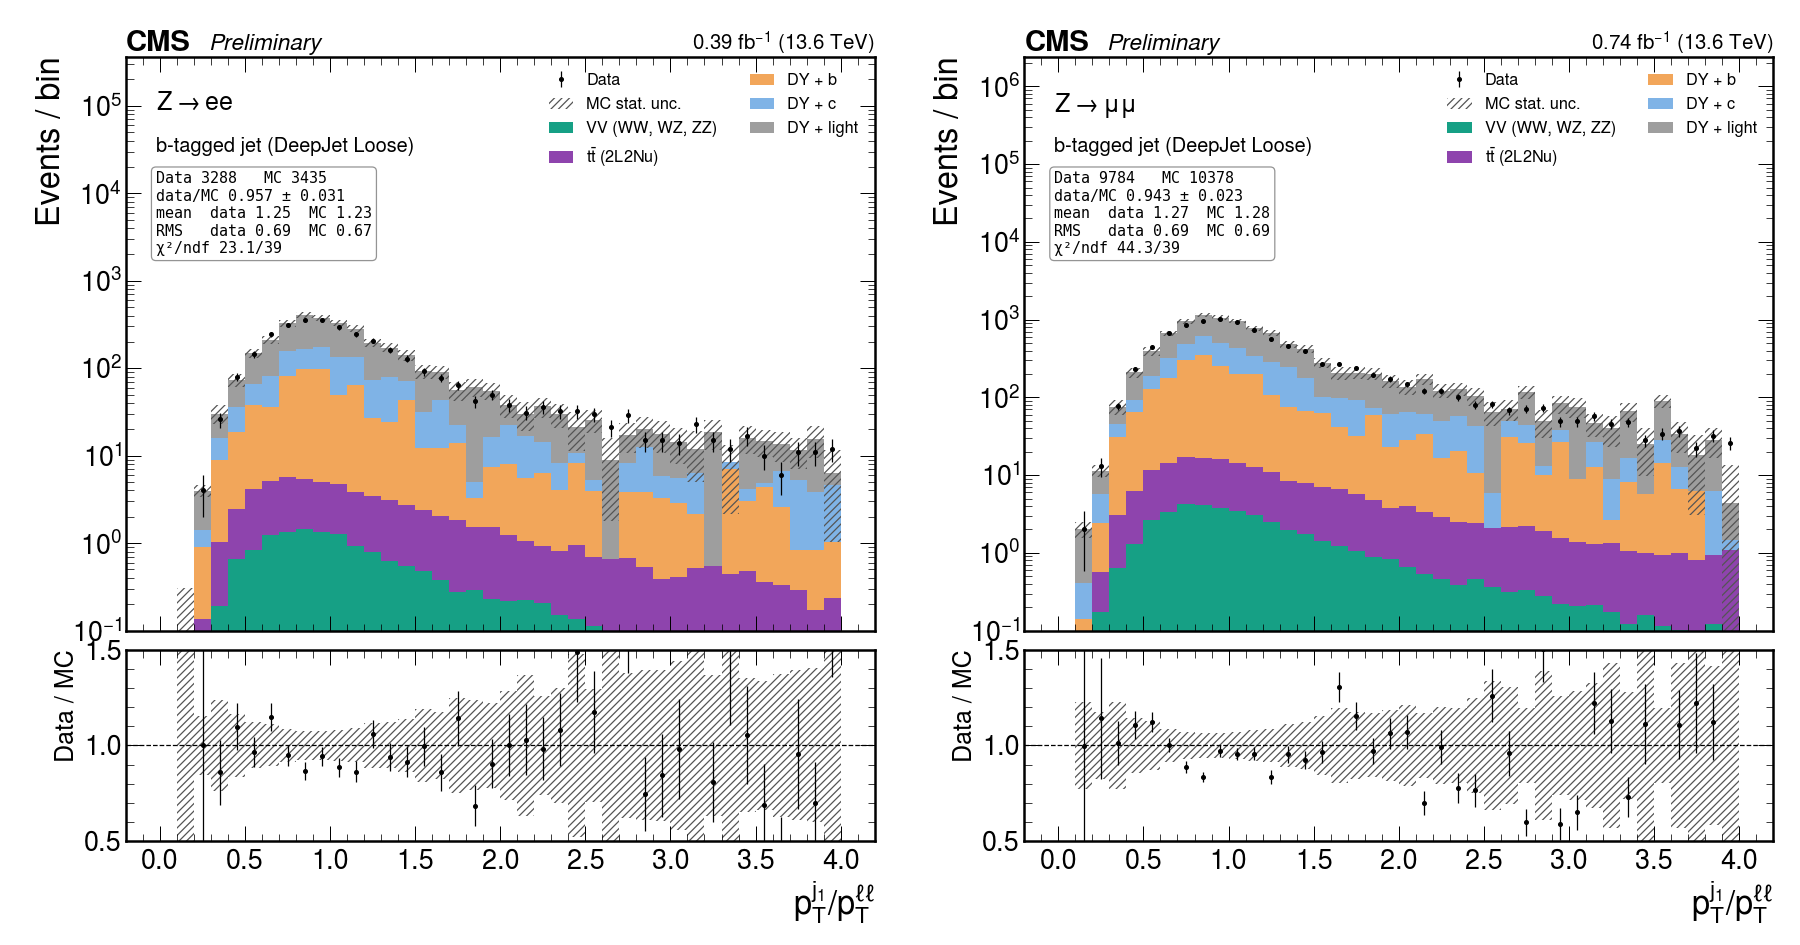 CMS Preliminary 0.39 fb⁻¹ (13.6 TeV)
Events / bin
Z → ee
b-tagged jet (DeepJet Loose)
Data 3288 MC 3435
data/MC 0.957 ± 0.031
mean data 1.25 MC 1.23
RMS data 0.69 MC 0.67
χ²/ndf 23.1/39
Data
MC stat. unc.
VV (WW, WZ, ZZ)
tt̄ (2L2Nu)
DY + b
DY + c
DY + light
10⁵
10⁴
10³
10²
10¹
10⁰
10⁻¹
Data / MC
1.5
1.0
0.5
0.0 0.5 1.0 1.5 2.0 2.5 3.0 3.5 4.0
p_T^{j₁}/p_T^{ℓℓ}
CMS Preliminary 0.74 fb⁻¹ (13.6 TeV)
Events / bin
Z → μμ
b-tagged jet (DeepJet Loose)
Data 9784 MC 10378
data/MC 0.943 ± 0.023
mean data 1.27 MC 1.28
RMS data 0.69 MC 0.69
χ²/ndf 44.3/39
Data
MC stat. unc.
VV (WW, WZ, ZZ)
tt̄ (2L2Nu)
DY + b
DY + c
DY + light
10⁶
10⁵
10⁴
10³
10²
10¹
10⁰
10⁻¹
Data / MC
1.5
1.0
0.5
0.0 0.5 1.0 1.5 2.0 2.5 3.0 3.5 4.0
p_T^{j₁}/p_T^{ℓℓ}